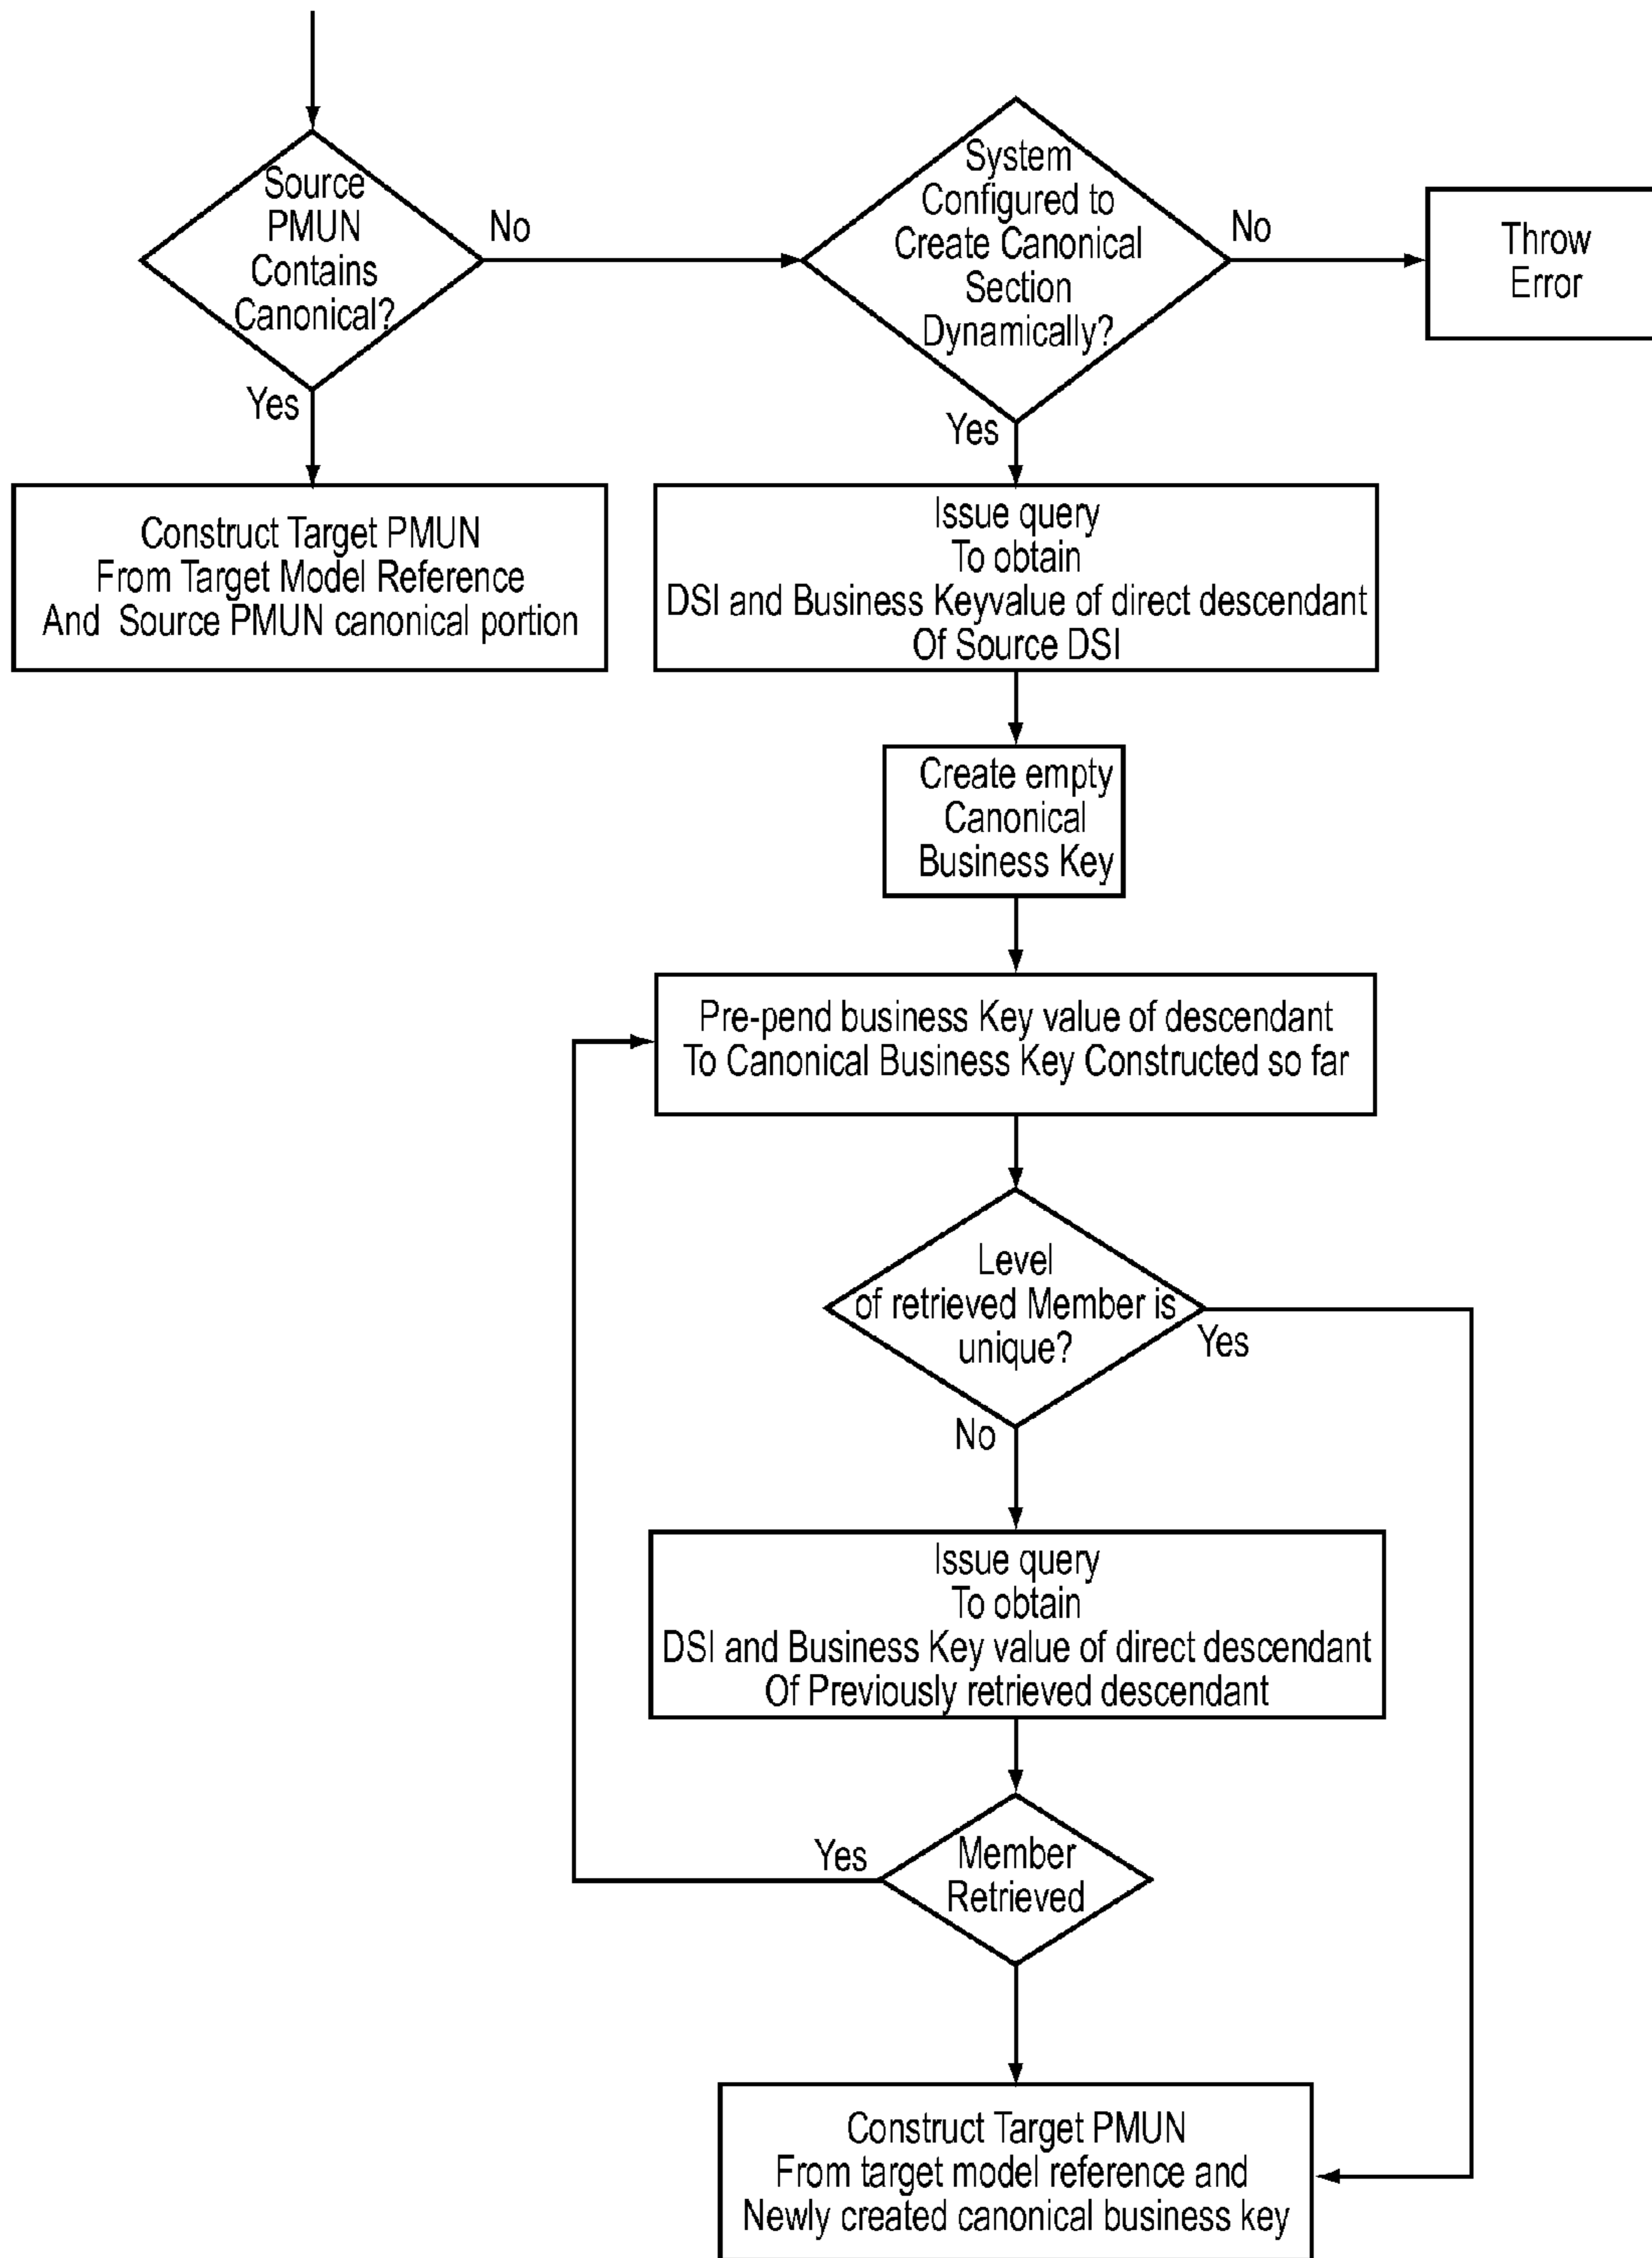 Source
PMUN
Contains
Canonical?
No
Yes
System
Configured to
Create Canonical
Section
Dynamically?
No
Yes
Throw
Error
Construct Target PMUN
From Target Model Reference
And Source PMUN canonical portion
Issue query
To obtain
DSI and Business Keyvalue of direct descendant
Of Source DSI
Create empty
Canonical
Business Key
Pre-pend business Key value of descendant
To Canonical Business Key Constructed so far
Level
of retrieved Member is
unique?
Yes
No
Issue query
To obtain
DSI and Business Key value of direct descendant
Of Previously retrieved descendant
Yes
Member
Retrieved
Construct Target PMUN
From target model reference and
Newly created canonical business key